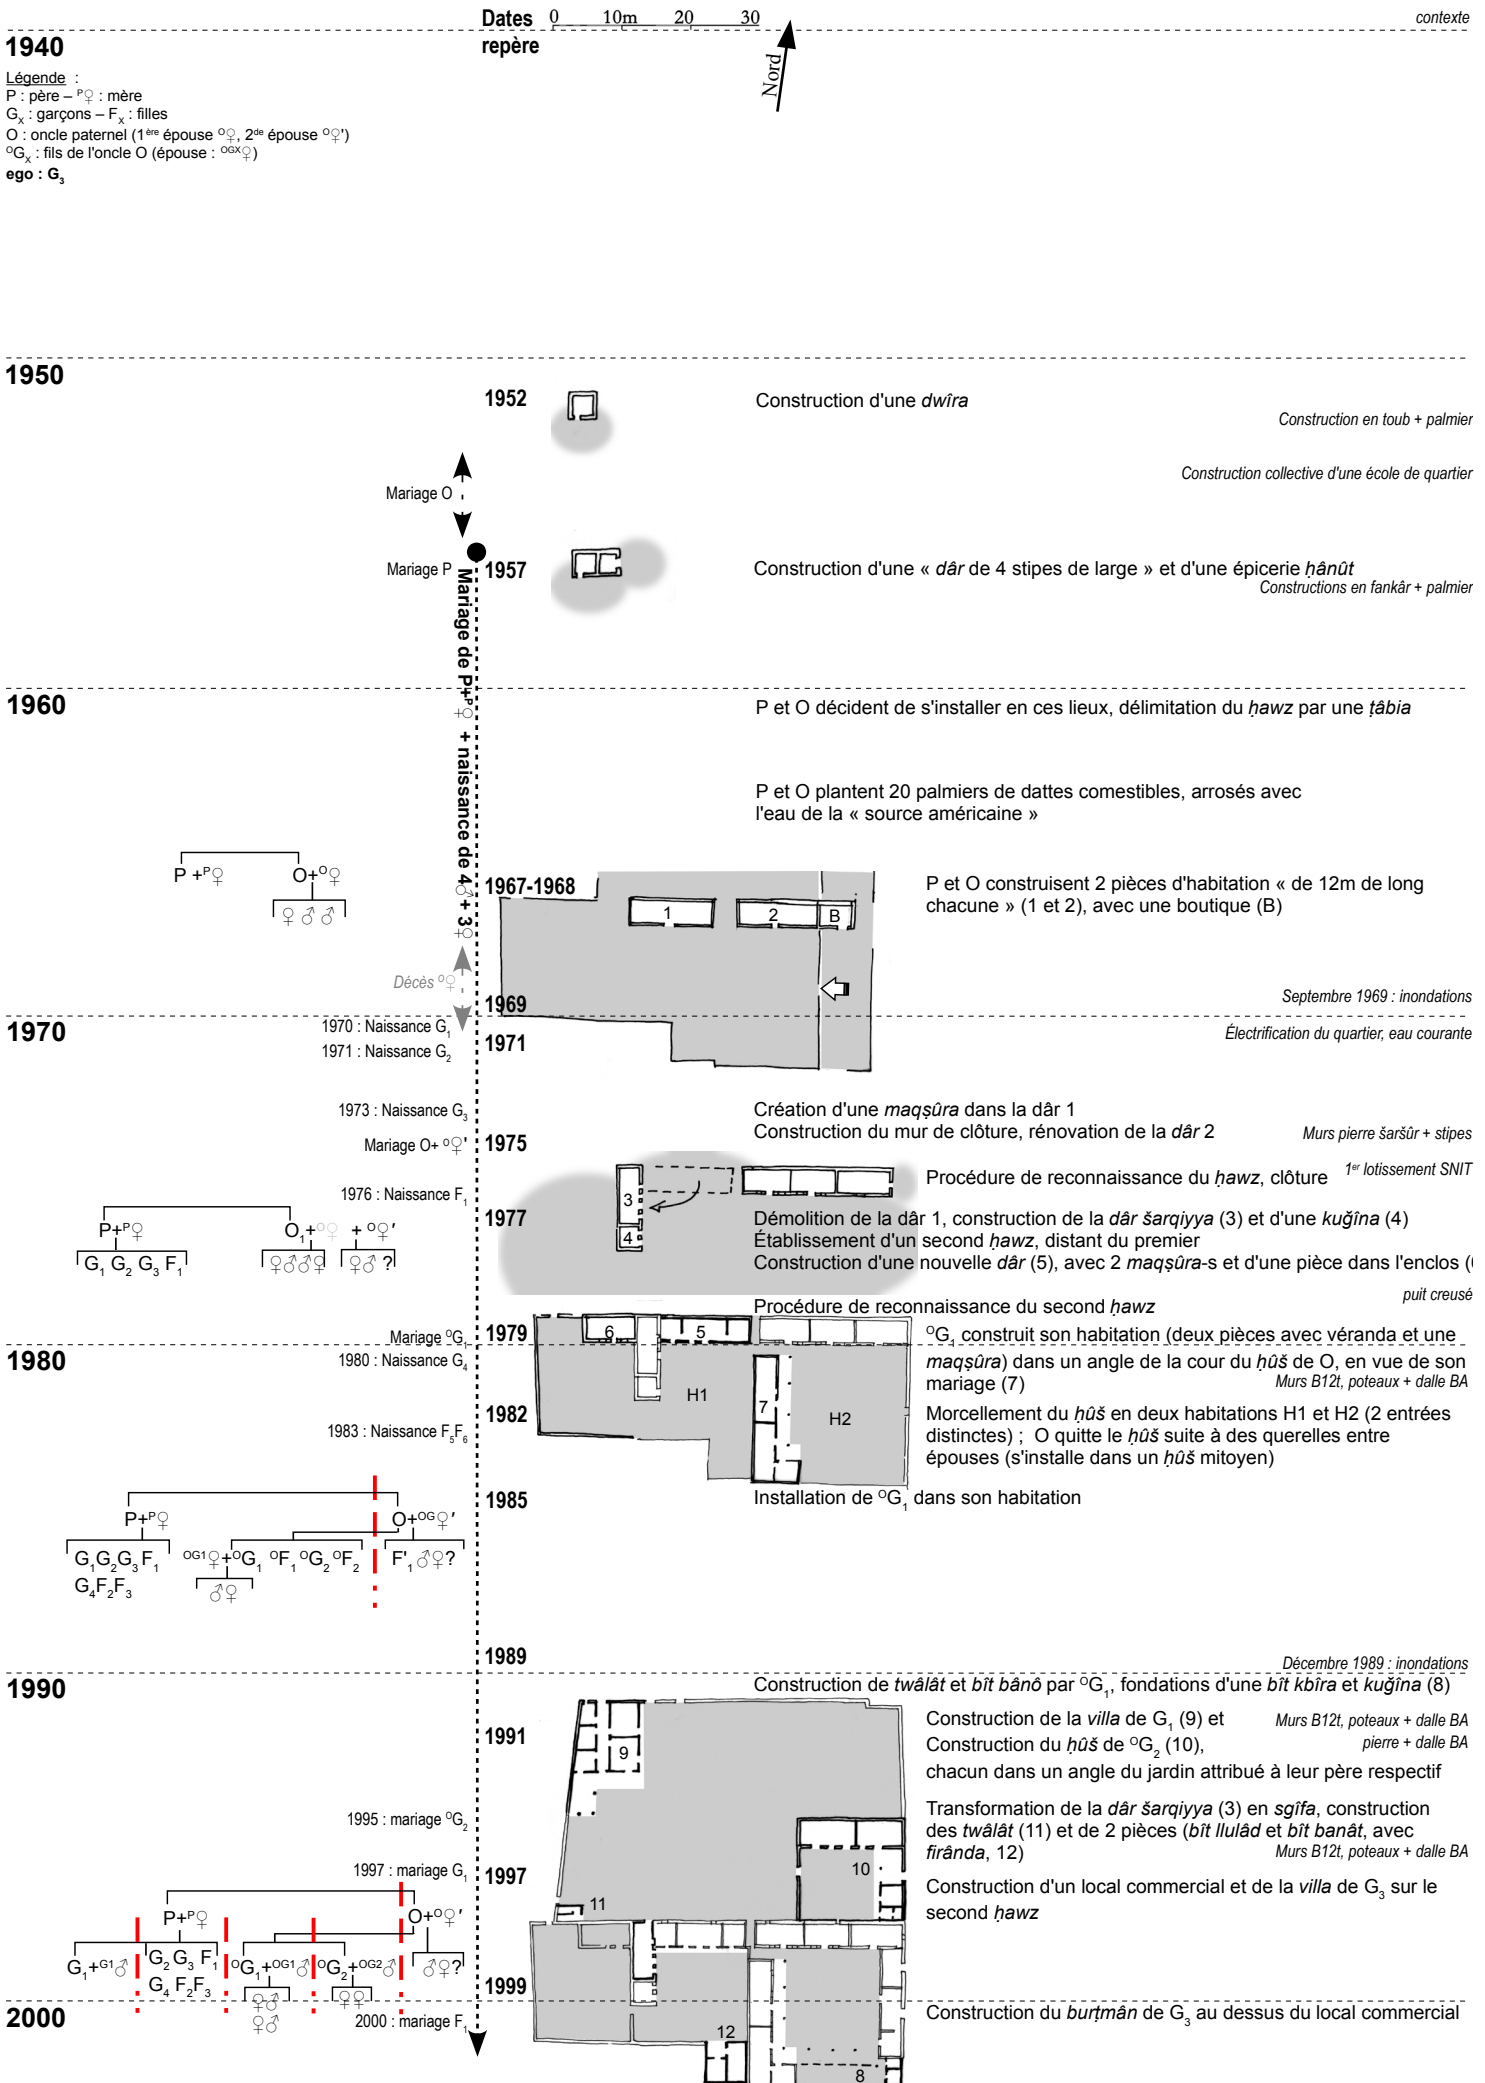 Dates
repère
0 10m 20 30
contexte
Nord
1940
Légende :
P : père – ᴾ♀ : mère
Gₓ : garçons – Fₓ : filles
O : oncle paternel (1ᵉʳᵉ épouse ᴼ♀, 2ᵈᵉ épouse ᴼ♀')
ᴼGₓ : fils de l'oncle O (épouse : ᴼᴳˣ♀)
ego : G₃
1950
1952
Construction d'une dwîra
Construction en toub + palmier
Construction collective d'une école de quartier
Mariage O
Mariage P
1957
Construction d'une « dâr de 4 stipes de large » et d'une épicerie ḥânût
Constructions en fankâr + palmier
Mariage de P+ᴾ♀ + naissance de 4♂ + 3♀
1960
P et O décident de s'installer en ces lieux, délimitation du ḥawz par une ṭâbia
P et O plantent 20 palmiers de dattes comestibles, arrosés avec
l'eau de la « source américaine »
P +ᴾ♀ O+ᴼ♀
♀ ♂ ♂
1967-1968
1 2 B
P et O construisent 2 pièces d'habitation « de 12m de long
chacune » (1 et 2), avec une boutique (B)
Décès ᴼ♀
1969
Septembre 1969 : inondations
1970
1970 : Naissance G₁
1971 : Naissance G₂
1971
Électrification du quartier, eau courante
1973 : Naissance G₃
Création d'une maqṣûra dans la dâr 1
Mariage O+ ᴼ♀'
1975
Construction du mur de clôture, rénovation de la dâr 2
Murs pierre šaršûr + stipes
1ᵉʳ lotissement SNIT
Procédure de reconnaissance du ḥawz, clôture
1976 : Naissance F₁
3
4
1977
Démolition de la dâr 1, construction de la dâr šarqiyya (3) et d'une kuǧîna (4)
Établissement d'un second ḥawz, distant du premier
Construction d'une nouvelle dâr (5), avec 2 maqṣûra-s et d'une pièce dans l'enclos (
P+ᴾ♀ O₁+ᴼ♀ + ᴼ♀'
G₁ G₂ G₃ F₁ ♀♂♂♀ ♀♂ ?
puit creusé
Procédure de reconnaissance du second ḥawz
Mariage ᴼG₁
1979
6 5
ᴼG₁ construit son habitation (deux pièces avec véranda et une
maqṣûra) dans un angle de la cour du ḥûš de O, en vue de son
mariage (7)
Murs B12t, poteaux + dalle BA
1980
1980 : Naissance G₄
H1 7 H2
1982
1983 : Naissance F₅F₆
Morcellement du ḥûš en deux habitations H1 et H2 (2 entrées
distinctes) ; O quitte le ḥûš suite à des querelles entre
épouses (s'installe dans un ḥûš mitoyen)
1985
Installation de ᴼG₁ dans son habitation
P+ᴾ♀ O+ᴼᴳ♀'
G₁G₂G₃F₁ ᴼᴳ¹♀+ᴼG₁ ᴼF₁ ᴼG₂ ᴼF₂ F'₁♂♀?
G₄F₂F₃ ♂♀
1989
Décembre 1989 : inondations
1990
Construction de twâlât et bît bânô par ᴼG₁, fondations d'une bît kbîra et kuǧîna (8)
1991
9
Construction de la villa de G₁ (9) et
Murs B12t, poteaux + dalle BA
Construction du ḥûš de ᴼG₂ (10),
pierre + dalle BA
chacun dans un angle du jardin attribué à leur père respectif
1995 : mariage ᴼG₂
Transformation de la dâr šarqiyya (3) en sgîfa, construction
des twâlât (11) et de 2 pièces (bît llulâd et bît banât, avec
firânda, 12)
Murs B12t, poteaux + dalle BA
1997 : mariage G₁
1997
10
11
Construction d'un local commercial et de la villa de G₃ sur le
second ḥawz
P+ᴾ♀ O+ᴼ♀'
G₁+ᴳ¹♂ G₂ G₃ F₁ ᴼG₁+ᴼᴳ¹♂ ᴼG₂+ᴼᴳ²♂ ♂♀?
G₄ F₂F₃ ♀♂ ♀♀
♀♂
1999
2000
2000 : mariage F₁
12
8
Construction du burṭmân de G₃ au dessus du local commercial